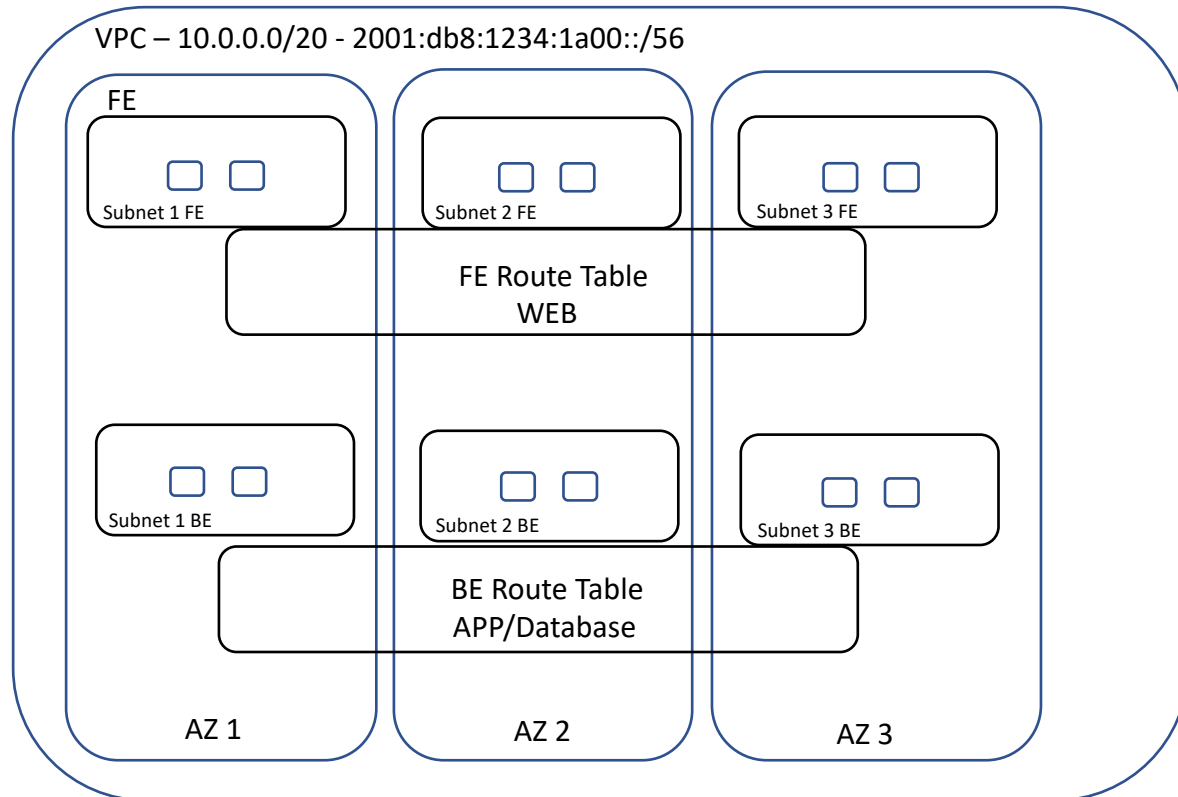 VPC – 10.0.0.0/20 - 2001:db8:1234:1a00::/56
FE
Subnet 1 FE
Subnet 2 FE
Subnet 3 FE
FE Route Table
WEB
Subnet 1 BE
Subnet 2 BE
Subnet 3 BE
BE Route Table
APP/Database
AZ 1
AZ 2
AZ 3